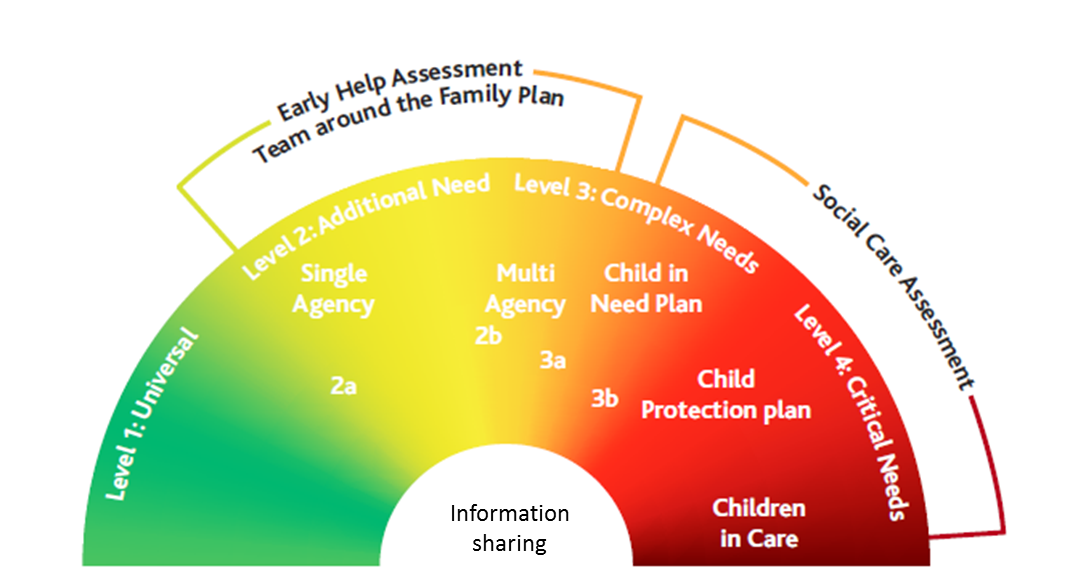 Early Help Assessment
Team around the Family Plan
Social Care Assessment
Level 1: Universal
Level 2: Additional Need
Level 3: Complex Needs
Level 4: Critical Needs
Single
Agency
2a
Multi
Agency
2b
3a
Child in
Need Plan
3b
Child
Protection plan
Children
in Care
Information
sharing